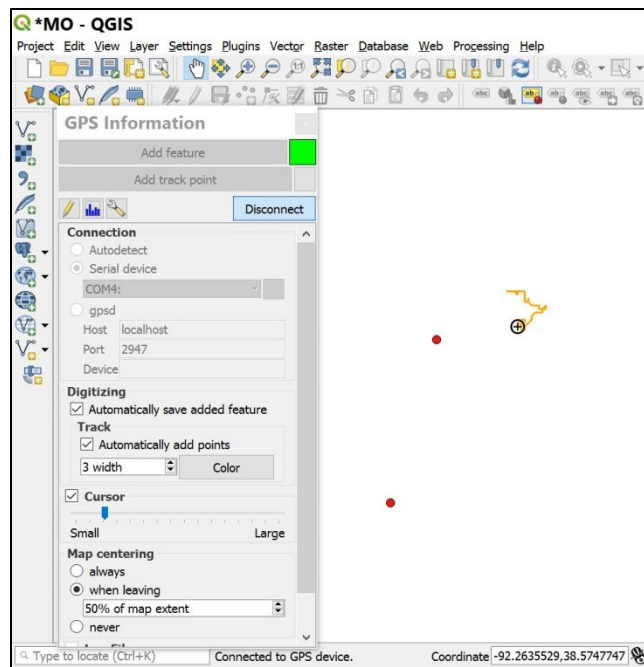 *MO - QGIS
Project Edit View Layer Settings Plugins Vector Raster Database Web Processing Help
GPS Information
Add feature
Add track point
Disconnect
Connection
Autodetect
Serial device
COM4:
gpsd
Host localhost
Port 2947
Device
Digitizing
Automatically save added feature
Track
Automatically add points
3 width Color
Cursor
Small Large
Map centering
always
when leaving
50% of map extent
never
Type to locate (Ctrl+K) Connected to GPS device. Coordinate -92.2635529,38.5747747